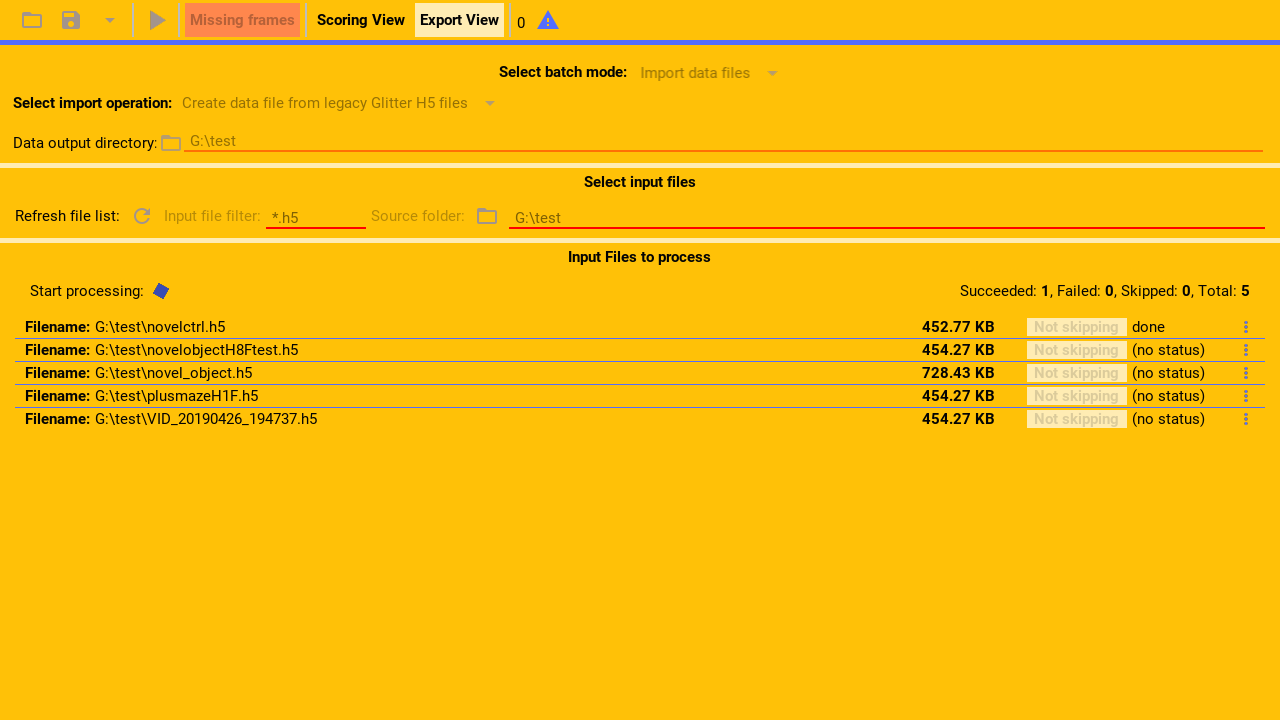 Missing frames Scoring View Export View 0
Select batch mode: Import data files
Select import operation: Create data file from legacy Glitter H5 files
Data output directory: G:\test
Select input files
Refresh file list: Input file filter: *.h5 Source folder: G:\test
Input Files to process
Start processing: Succeeded: 1, Failed: 0, Skipped: 0, Total: 5
Filename: G:\test\novelctrl.h5 452.77 KB Not skipping done
Filename: G:\test\novelobjectH8Ftest.h5 454.27 KB Not skipping (no status)
Filename: G:\test\novel_object.h5 728.43 KB Not skipping (no status)
Filename: G:\test\plusmazeH1F.h5 454.27 KB Not skipping (no status)
Filename: G:\test\VID_20190426_194737.h5 454.27 KB Not skipping (no status)